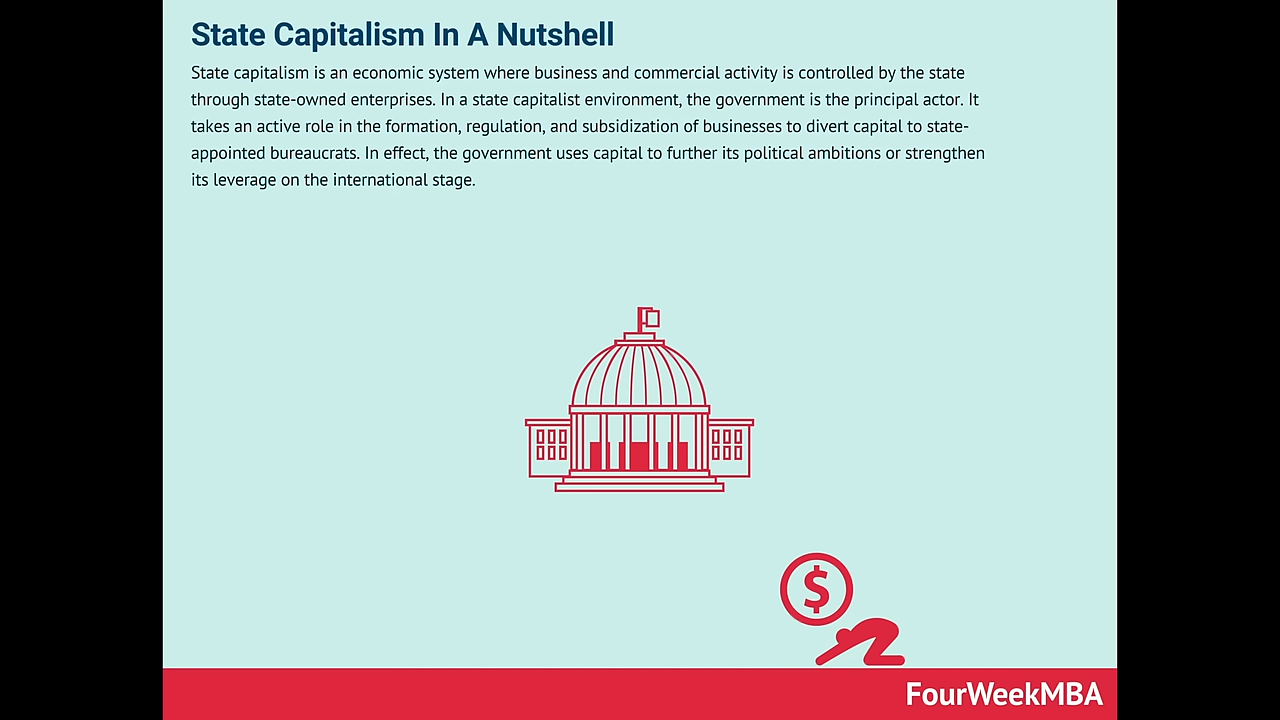 State Capitalism In A Nutshell
State capitalism is an economic system where business and commercial activity is controlled by the state
through state-owned enterprises. In a state capitalist environment, the government is the principal actor. It
takes an active role in the formation, regulation, and subsidization of businesses to divert capital to state-
appointed bureaucrats. In effect, the government uses capital to further its political ambitions or strengthen
its leverage on the international stage.
$
FourWeekMBA